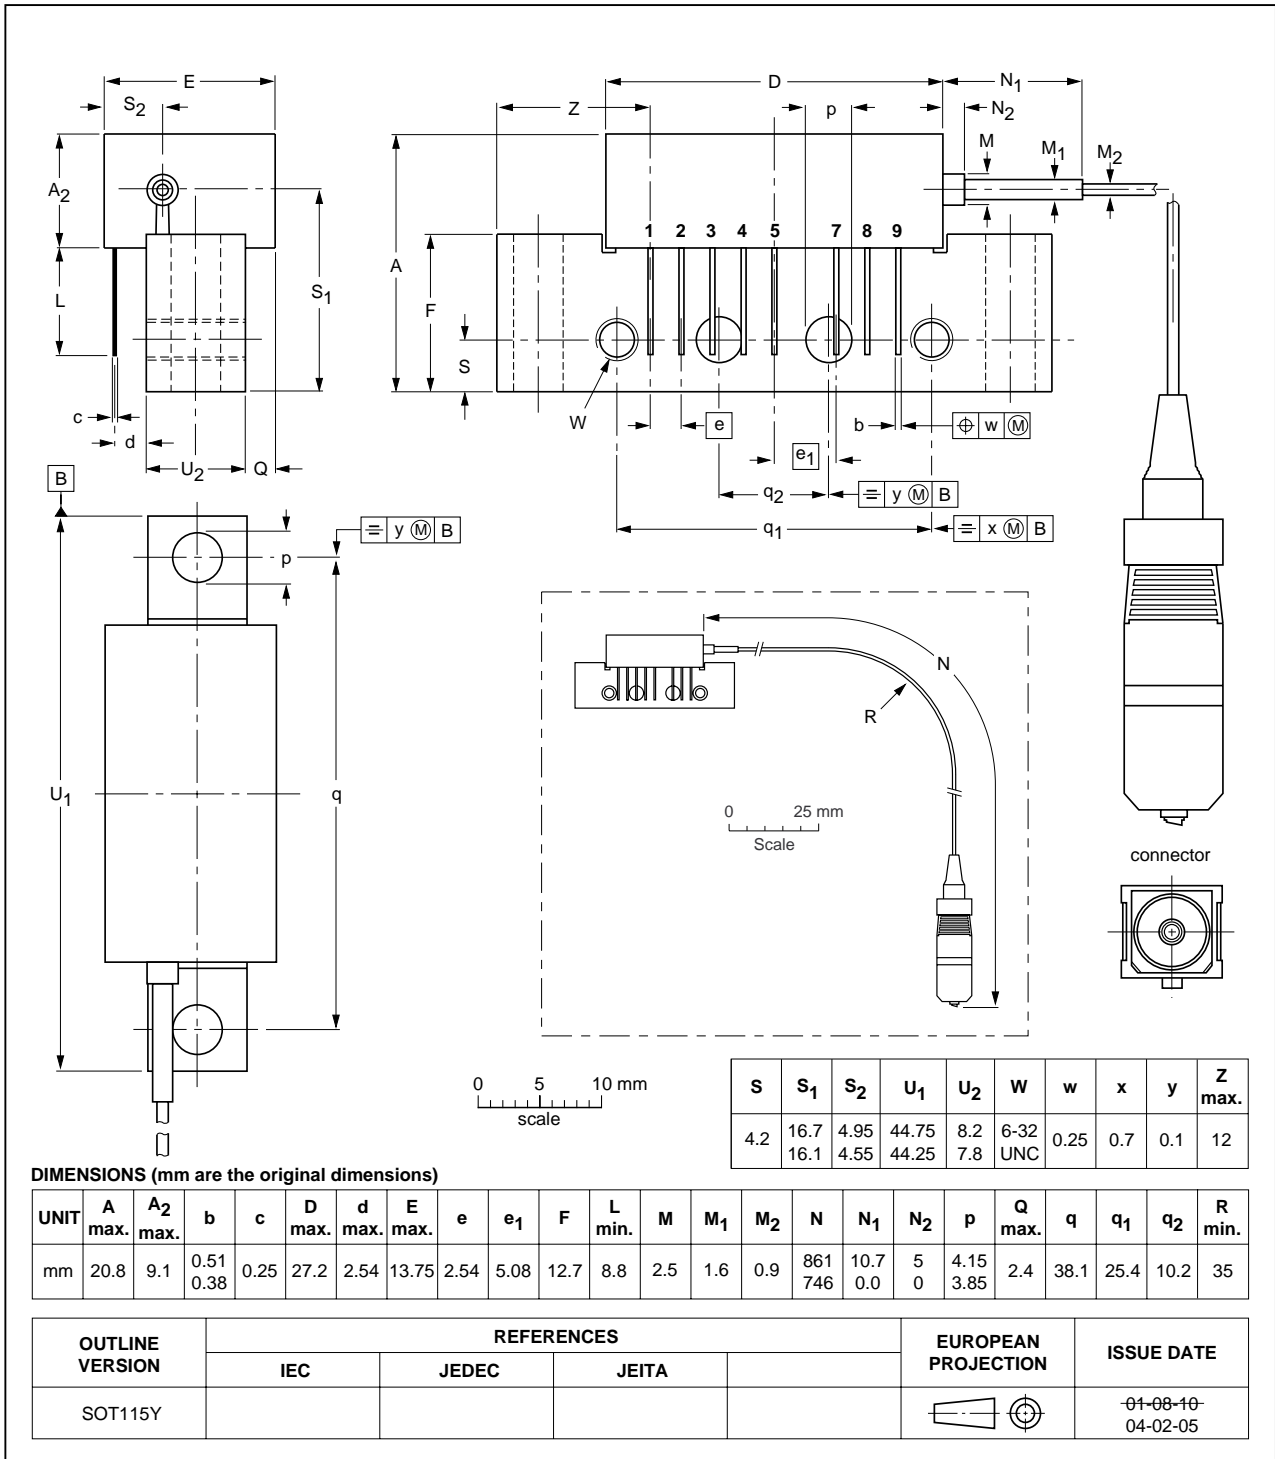 E
S2
A2
L
S1
c
d
U2
Q
Z
D
p
N1
N2
M
M1
M2
1 2 3 4 5 7 8 9
A
F
S
W
e
b
⌖ w Ⓜ
e1
q2
⌯ y Ⓜ B
q1
⌯ x Ⓜ B
B
⌯ y Ⓜ B
p
U1
q
N
R
0 25 mm
Scale
connector
0 5 10 mm
scale
S S1 S2 U1 U2 W w x y Z max.
4.2 16.7 4.95 44.75 8.2 6-32 0.25 0.7 0.1 12
16.1 4.55 44.25 7.8 UNC
DIMENSIONS (mm are the original dimensions)
UNIT A max. A2 max. b c D max. d max. E max. e e1 F L min. M M1 M2 N N1 N2 p Q max. q q1 q2 R min.
mm 20.8 9.1 0.51 0.25 27.2 2.54 13.75 2.54 5.08 12.7 8.8 2.5 1.6 0.9 861 10.7 5 4.15 2.4 38.1 25.4 10.2 35
0.38 746 0.0 0 3.85
OUTLINE VERSION
REFERENCES
IEC JEDEC JEITA
EUROPEAN PROJECTION
ISSUE DATE
SOT115Y
01-08-10
04-02-05